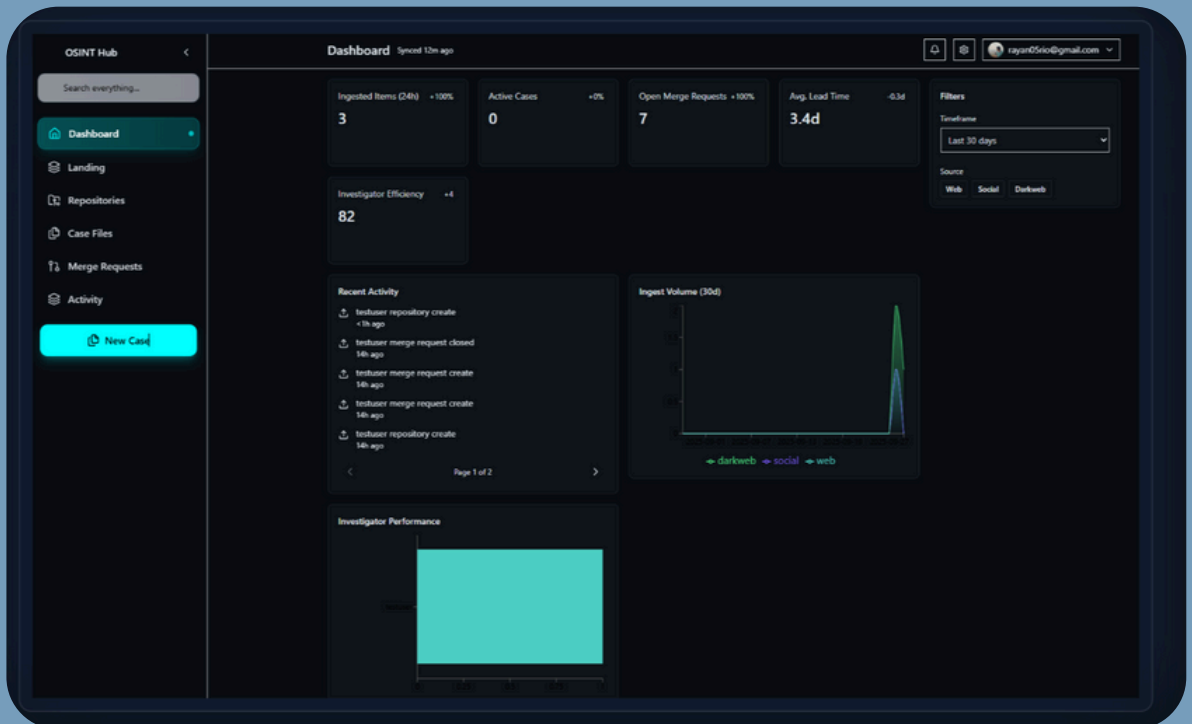 OSINT Hub
Search everything...
Dashboard
Landing
Repositories
Case Files
Merge Requests
Activity
New Case
Dashboard Synced 12m ago
rayan05rio@gmail.com
Ingested Items (24h) +100%
3
Active Cases +0%
0
Open Merge Requests +100%
7
Avg. Lead Time -0.3d
3.4d
Investigator Efficiency +4
82
Filters
Timeframe
Last 30 days
Source
Web Social Darkweb
Recent Activity
testuser repository create
<1h ago
testuser merge request closed
14h ago
testuser merge request create
14h ago
testuser merge request create
14h ago
testuser repository create
14h ago
Page 1 of 2
Ingest Volume (30d)
darkweb social web
Investigator Performance